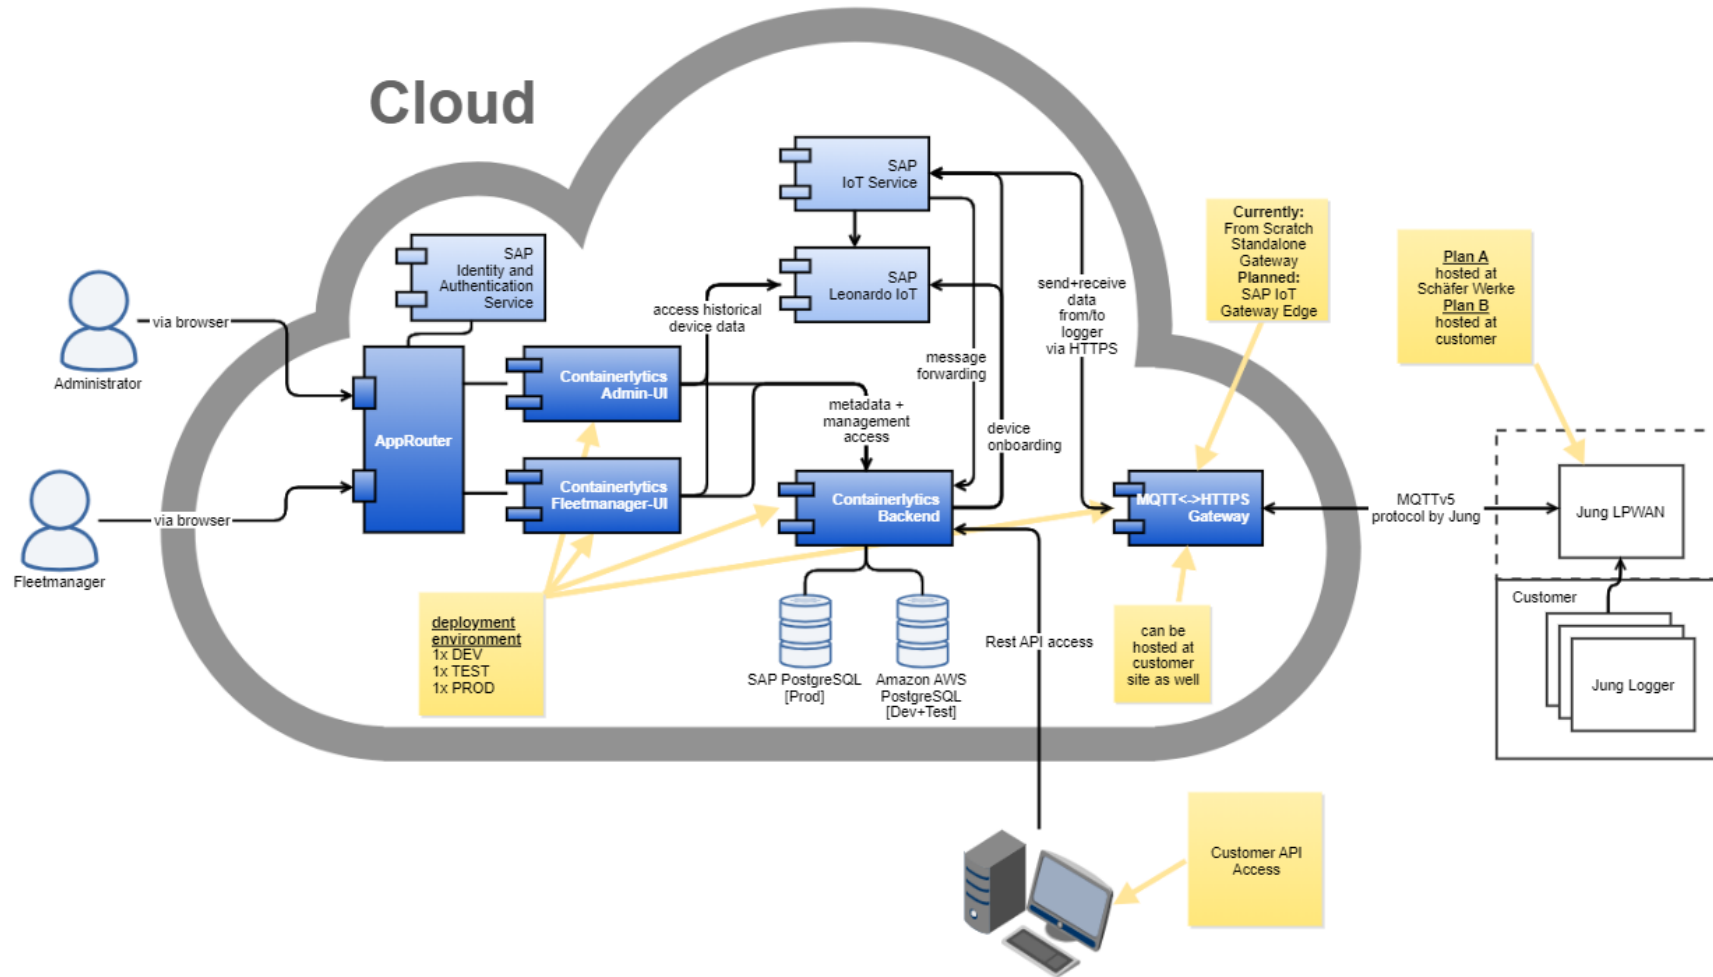 Cloud
SAP
IoT Service
SAP
Identity and
Authentication
Service
SAP
Leonardo IoT
Currently:
From Scratch
Standalone
Gateway
Planned:
SAP IoT
Gateway Edge
Plan A
hosted at
Schäfer Werke
Plan B
hosted at
customer
send+receive
data
from/to
logger
via HTTPS
via browser
Administrator
access historical
device data
message
forwarding
Containerlytics
Admin-UI
metadata +
management
access
AppRouter
device
onboarding
Containerlytics
Fleetmanager-UI
Containerlytics
Backend
MQTT<->HTTPS
Gateway
MQTTv5
protocol by Jung
Jung LPWAN
via browser
Fleetmanager
Customer
Jung Logger
deployment
environment
1x DEV
1x TEST
1x PROD
SAP PostgreSQL
[Prod]
Amazon AWS
PostgreSQL
[Dev+Test]
Rest API access
can be
hosted at
customer
site as well
Customer API
Access